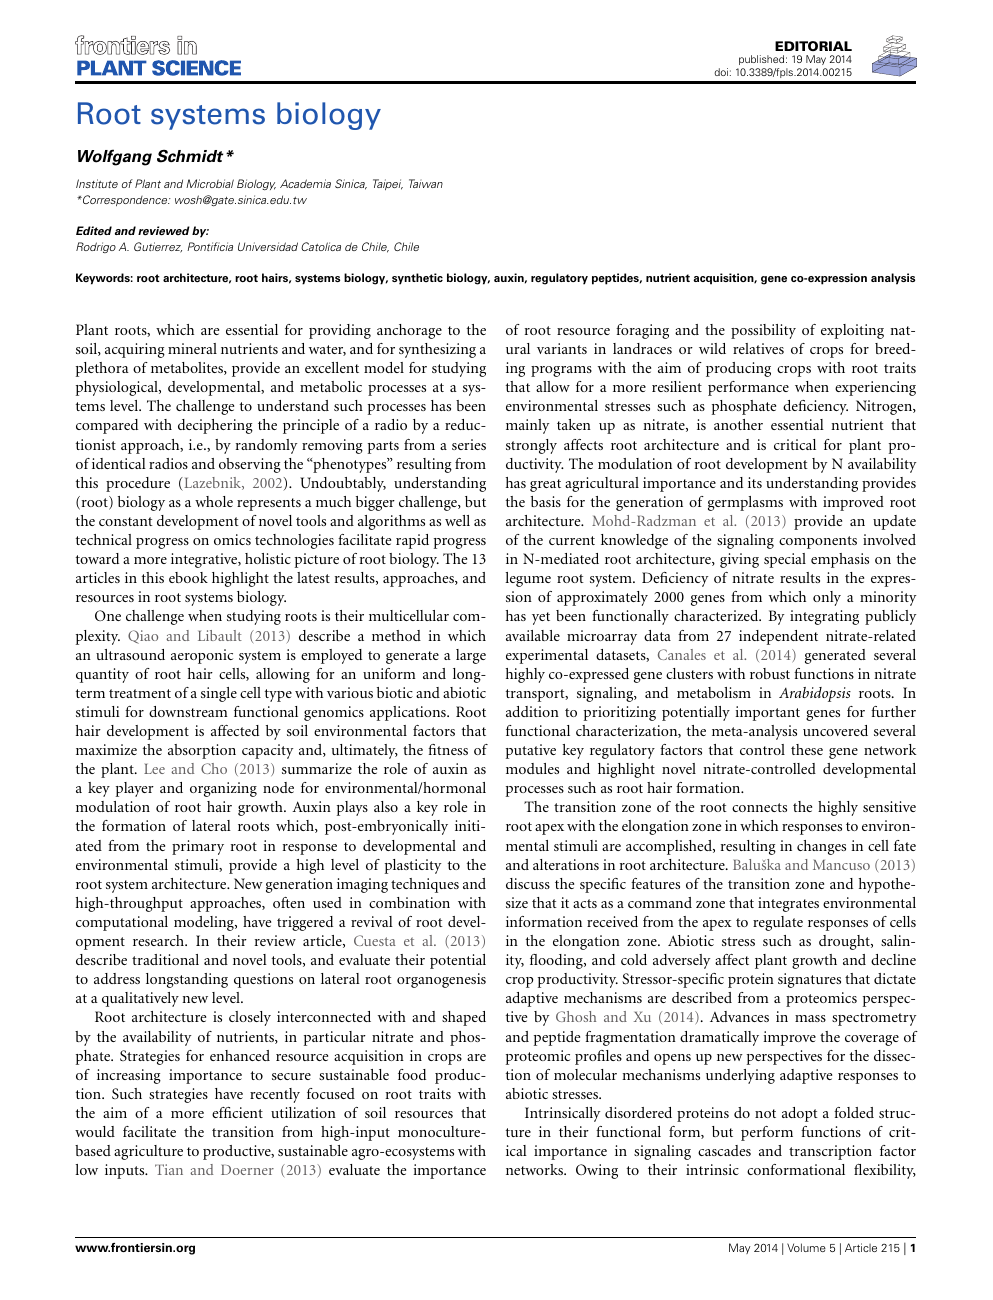 frontiers in
PLANT SCIENCE
EDITORIAL
published: 19 May 2014
doi: 10.3389/fpls.2014.00215
Root systems biology
Wolfgang Schmidt*
Institute of Plant and Microbial Biology, Academia Sinica, Taipei, Taiwan
*Correspondence: wosh@gate.sinica.edu.tw
Edited and reviewed by:
Rodrigo A. Gutierrez, Pontificia Universidad Catolica de Chile, Chile
Keywords: root architecture, root hairs, systems biology, synthetic biology, auxin, regulatory peptides, nutrient acquisition, gene co-expression analysis
Plant roots, which are essential for providing anchorage to the
soil, acquiring mineral nutrients and water, and for synthesizing a
plethora of metabolites, provide an excellent model for studying
physiological, developmental, and metabolic processes at a sys-
tems level. The challenge to understand such processes has been
compared with deciphering the principle of a radio by a reduc-
tionist approach, i.e., by randomly removing parts from a series
of identical radios and observing the “phenotypes” resulting from
this procedure (Lazebnik, 2002). Undoubtably, understanding
(root) biology as a whole represents a much bigger challenge, but
the constant development of novel tools and algorithms as well as
technical progress on omics technologies facilitate rapid progress
toward a more integrative, holistic picture of root biology. The 13
articles in this ebook highlight the latest results, approaches, and
resources in root systems biology.
One challenge when studying roots is their multicellular com-
plexity. Qiao and Libault (2013) describe a method in which
an ultrasound aeroponic system is employed to generate a large
quantity of root hair cells, allowing for an uniform and long-
term treatment of a single cell type with various biotic and abiotic
stimuli for downstream functional genomics applications. Root
hair development is affected by soil environmental factors that
maximize the absorption capacity and, ultimately, the fitness of
the plant. Lee and Cho (2013) summarize the role of auxin as
a key player and organizing node for environmental/hormonal
modulation of root hair growth. Auxin plays also a key role in
the formation of lateral roots which, post-embryonically initi-
ated from the primary root in response to developmental and
environmental stimuli, provide a high level of plasticity to the
root system architecture. New generation imaging techniques and
high-throughput approaches, often used in combination with
computational modeling, have triggered a revival of root devel-
opment research. In their review article, Cuesta et al. (2013)
describe traditional and novel tools, and evaluate their potential
to address longstanding questions on lateral root organogenesis
at a qualitatively new level.
Root architecture is closely interconnected with and shaped
by the availability of nutrients, in particular nitrate and phos-
phate. Strategies for enhanced resource acquisition in crops are
of increasing importance to secure sustainable food produc-
tion. Such strategies have recently focused on root traits with
the aim of a more efficient utilization of soil resources that
would facilitate the transition from high-input monoculture-
based agriculture to productive, sustainable agro-ecosystems with
low inputs. Tian and Doerner (2013) evaluate the importance
of root resource foraging and the possibility of exploiting nat-
ural variants in landraces or wild relatives of crops for breed-
ing programs with the aim of producing crops with root traits
that allow for a more resilient performance when experiencing
environmental stresses such as phosphate deficiency. Nitrogen,
mainly taken up as nitrate, is another essential nutrient that
strongly affects root architecture and is critical for plant pro-
ductivity. The modulation of root development by N availability
has great agricultural importance and its understanding provides
the basis for the generation of germplasms with improved root
architecture. Mohd-Radzman et al. (2013) provide an update
of the current knowledge of the signaling components involved
in N-mediated root architecture, giving special emphasis on the
legume root system. Deficiency of nitrate results in the expres-
sion of approximately 2000 genes from which only a minority
has yet been functionally characterized. By integrating publicly
available microarray data from 27 independent nitrate-related
experimental datasets, Canales et al. (2014) generated several
highly co-expressed gene clusters with robust functions in nitrate
transport, signaling, and metabolism in Arabidopsis roots. In
addition to prioritizing potentially important genes for further
functional characterization, the meta-analysis uncovered several
putative key regulatory factors that control these gene network
modules and highlight novel nitrate-controlled developmental
processes such as root hair formation.
The transition zone of the root connects the highly sensitive
root apex with the elongation zone in which responses to environ-
mental stimuli are accomplished, resulting in changes in cell fate
and alterations in root architecture. Baluška and Mancuso (2013)
discuss the specific features of the transition zone and hypothe-
size that it acts as a command zone that integrates environmental
information received from the apex to regulate responses of cells
in the elongation zone. Abiotic stress such as drought, salin-
ity, flooding, and cold adversely affect plant growth and decline
crop productivity. Stressor-specific protein signatures that dictate
adaptive mechanisms are described from a proteomics perspec-
tive by Ghosh and Xu (2014). Advances in mass spectrometry
and peptide fragmentation dramatically improve the coverage of
proteomic profiles and opens up new perspectives for the dissec-
tion of molecular mechanisms underlying adaptive responses to
abiotic stresses.
Intrinsically disordered proteins do not adopt a folded struc-
ture in their functional form, but perform functions of crit-
ical importance in signaling cascades and transcription factor
networks. Owing to their intrinsic conformational flexibility,
www.frontiersin.org
May 2014 | Volume 5 | Article 215 | 1